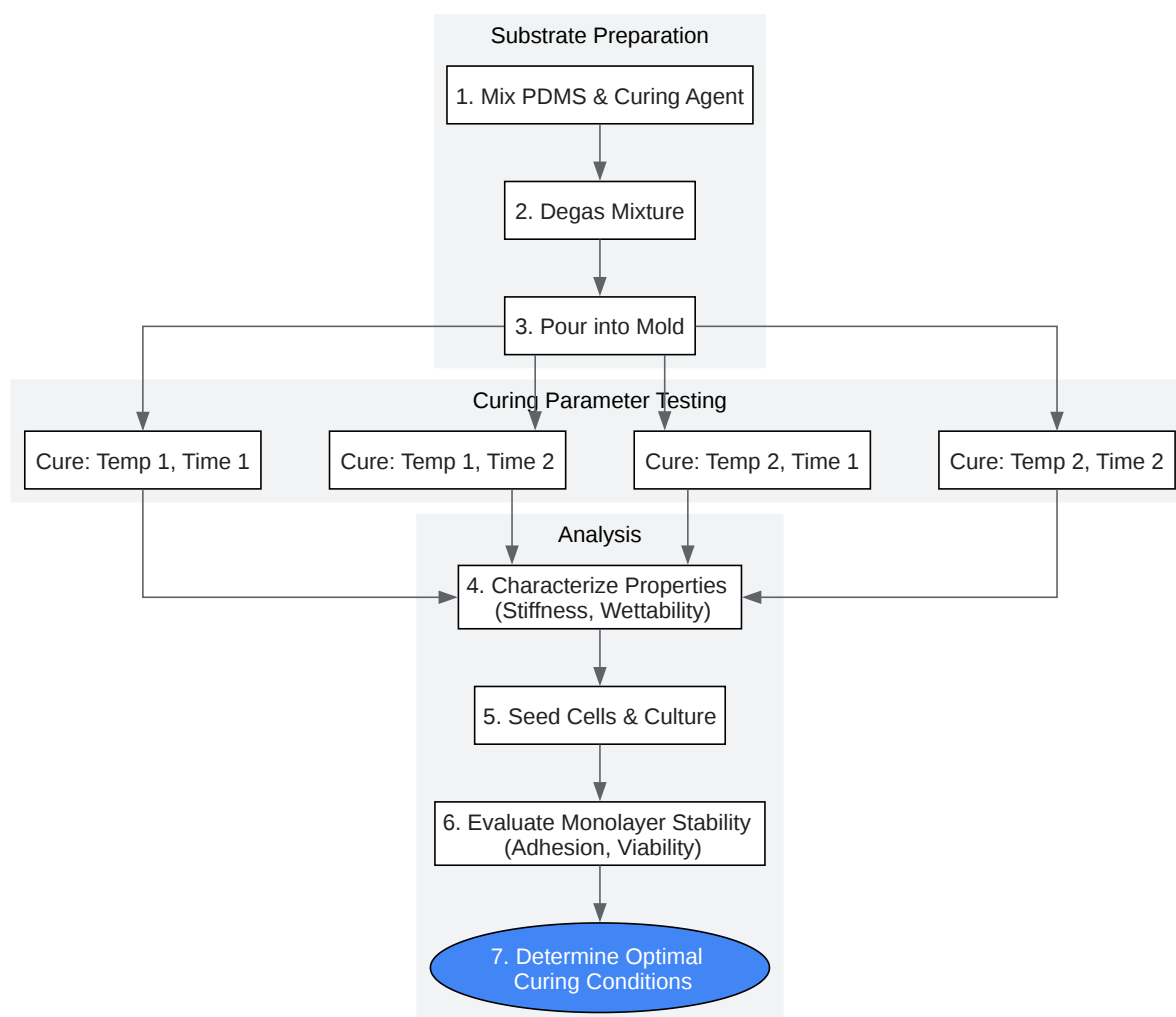 Substrate Preparation
1. Mix PDMS & Curing Agent
2. Degas Mixture
3. Pour into Mold
Curing Parameter Testing
Cure: Temp 1, Time 1
Cure: Temp 1, Time 2
Cure: Temp 2, Time 1
Cure: Temp 2, Time 2
Analysis
4. Characterize Properties
(Stiffness, Wettability)
5. Seed Cells & Culture
6. Evaluate Monolayer Stability
(Adhesion, Viability)
7. Determine Optimal
Curing Conditions